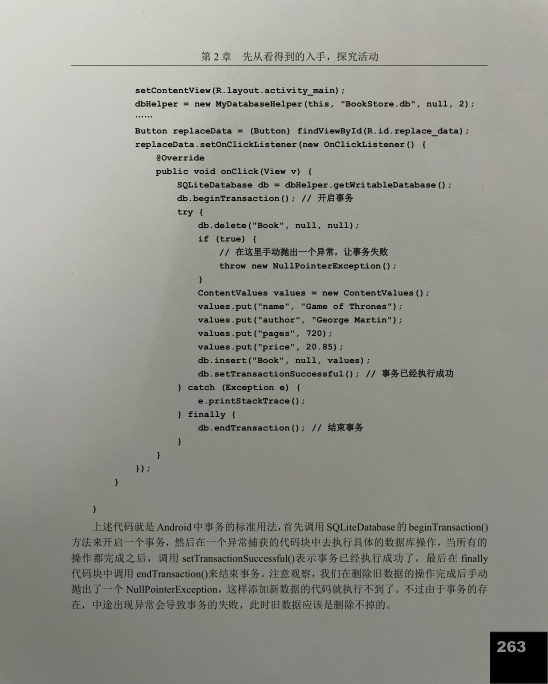 第 2 章 先从看得到的入手，探究活动
setContentView(R.layout.activity_main);
dbHelper = new MyDatabaseHelper(this, "BookStore.db", null, 2);
……
Button replaceData = (Button) findViewById(R.id.replace_data);
replaceData.setOnClickListener(new OnClickListener() {
@Override
public void onClick(View v) {
SQLiteDatabase db = dbHelper.getWritableDatabase();
db.beginTransaction(); // 开启事务
try {
db.delete("Book", null, null);
if (true) {
// 在这里手动抛出一个异常，让事务失败
throw new NullPointerException();
}
ContentValues values = new ContentValues();
values.put("name", "Game of Thrones");
values.put("author", "George Martin");
values.put("pages", 720);
values.put("price", 20.85);
db.insert("Book", null, values);
db.setTransactionSuccessful(); // 事务已经执行成功
} catch (Exception e) {
e.printStackTrace();
} finally {
db.endTransaction(); // 结束事务
}
}
});
}
}
上述代码就是 Android 中事务的标准用法，首先调用 SQLiteDatabase 的 beginTransaction()
方法来开启一个事务，然后在一个异常捕获的代码块中去执行具体的数据库操作，当所有的
操作都完成之后，调用 setTransactionSuccessful()表示事务已经执行成功了，最后在 finally
代码块中调用 endTransaction()来结束事务。注意观察，我们在删除旧数据的操作完成后手动
抛出了一个 NullPointerException，这样添加新数据的代码就执行不到了。不过由于事务的存
在，中途出现异常会导致事务的失败，此时旧数据应该是删除不掉的。
263